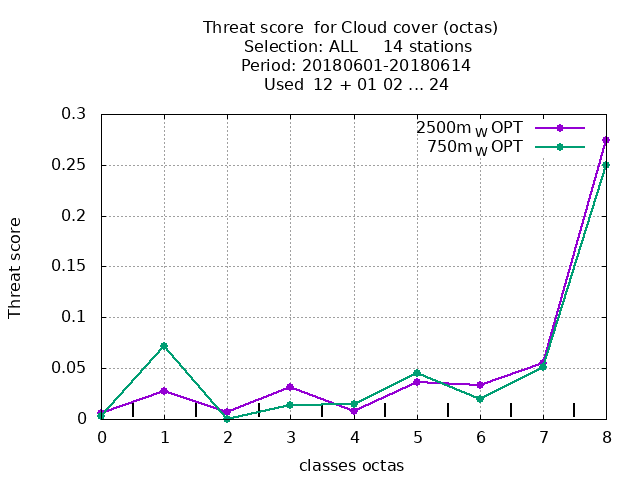 Threat score  for Cloud cover (octas)
Selection: ALL     14 stations
Period: 20180601-20180614
Used  12 + 01 02 ... 24
2500m W OPT
750m W OPT
0.3
0.25
0.2
0.15
0.1
0.05
0
Threat score
0 1 2 3 4 5 6 7 8
classes octas